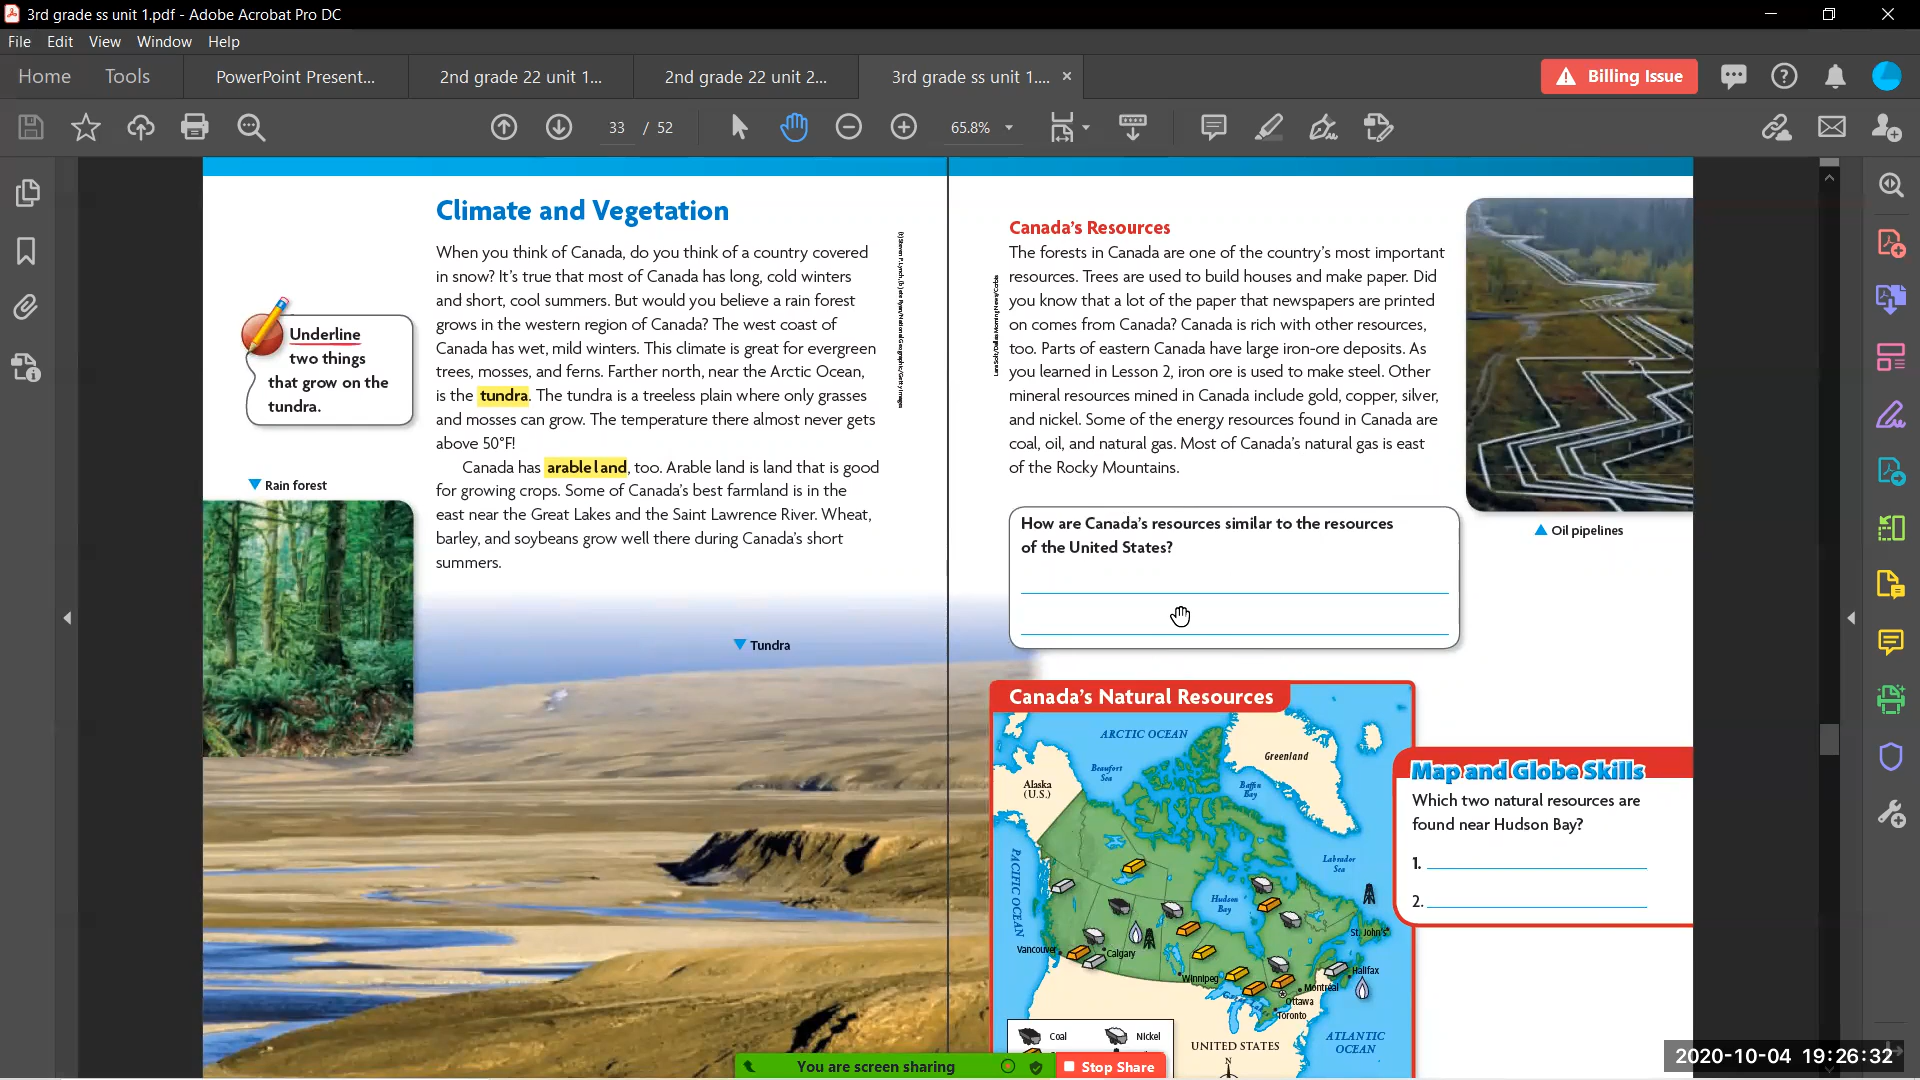 3rd grade ss unit 1.pdf - Adobe Acrobat Pro DC
File Edit View Window Help
Home Tools PowerPoint Present... 2nd grade 22 unit 1... 2nd grade 22 unit 2... 3rd grade ss unit 1.... × Billing Issue
33 / 52 65.8%
Climate and Vegetation
When you think of Canada, do you think of a country covered
in snow? It's true that most of Canada has long, cold winters
and short, cool summers. But would you believe a rain forest
grows in the western region of Canada? The west coast of
Canada has wet, mild winters. This climate is great for evergreen
trees, mosses, and ferns. Farther north, near the Arctic Ocean,
is the tundra. The tundra is a treeless plain where only grasses
and mosses can grow. The temperature there almost never gets
above 50°F!
Canada has arable land, too. Arable land is land that is good
for growing crops. Some of Canada's best farmland is in the
east near the Great Lakes and the Saint Lawrence River. Wheat,
barley, and soybeans grow well there during Canada's short
summers.
Underline
two things
that grow on the
tundra.
Rain forest
Tundra
Canada's Resources
The forests in Canada are one of the country's most important
resources. Trees are used to build houses and make paper. Did
you know that a lot of the paper that newspapers are printed
on comes from Canada? Canada is rich with other resources,
too. Parts of eastern Canada have large iron-ore deposits. As
you learned in Lesson 2, iron ore is used to make steel. Other
mineral resources mined in Canada include gold, copper, silver,
and nickel. Some of the energy resources found in Canada are
coal, oil, and natural gas. Most of Canada's natural gas is east
of the Rocky Mountains.
Oil pipelines
How are Canada's resources similar to the resources
of the United States?
Canada's Natural Resources
ARCTIC OCEAN
Greenland
Beaufort
Sea
Alaska
(U.S.)
Baffin
Bay
PACIFIC OCEAN
Labrador
Sea
Hudson
Bay
St. John's
Vancouver
Calgary
Winnipeg
Halifax
Montréal
Ottawa
Toronto
UNITED STATES
ATLANTIC
OCEAN
N
Coal Nickel
Map and Globe Skills
Which two natural resources are
found near Hudson Bay?
1.
2.
You are screen sharing Stop Share
2020-10-04 19:26:32